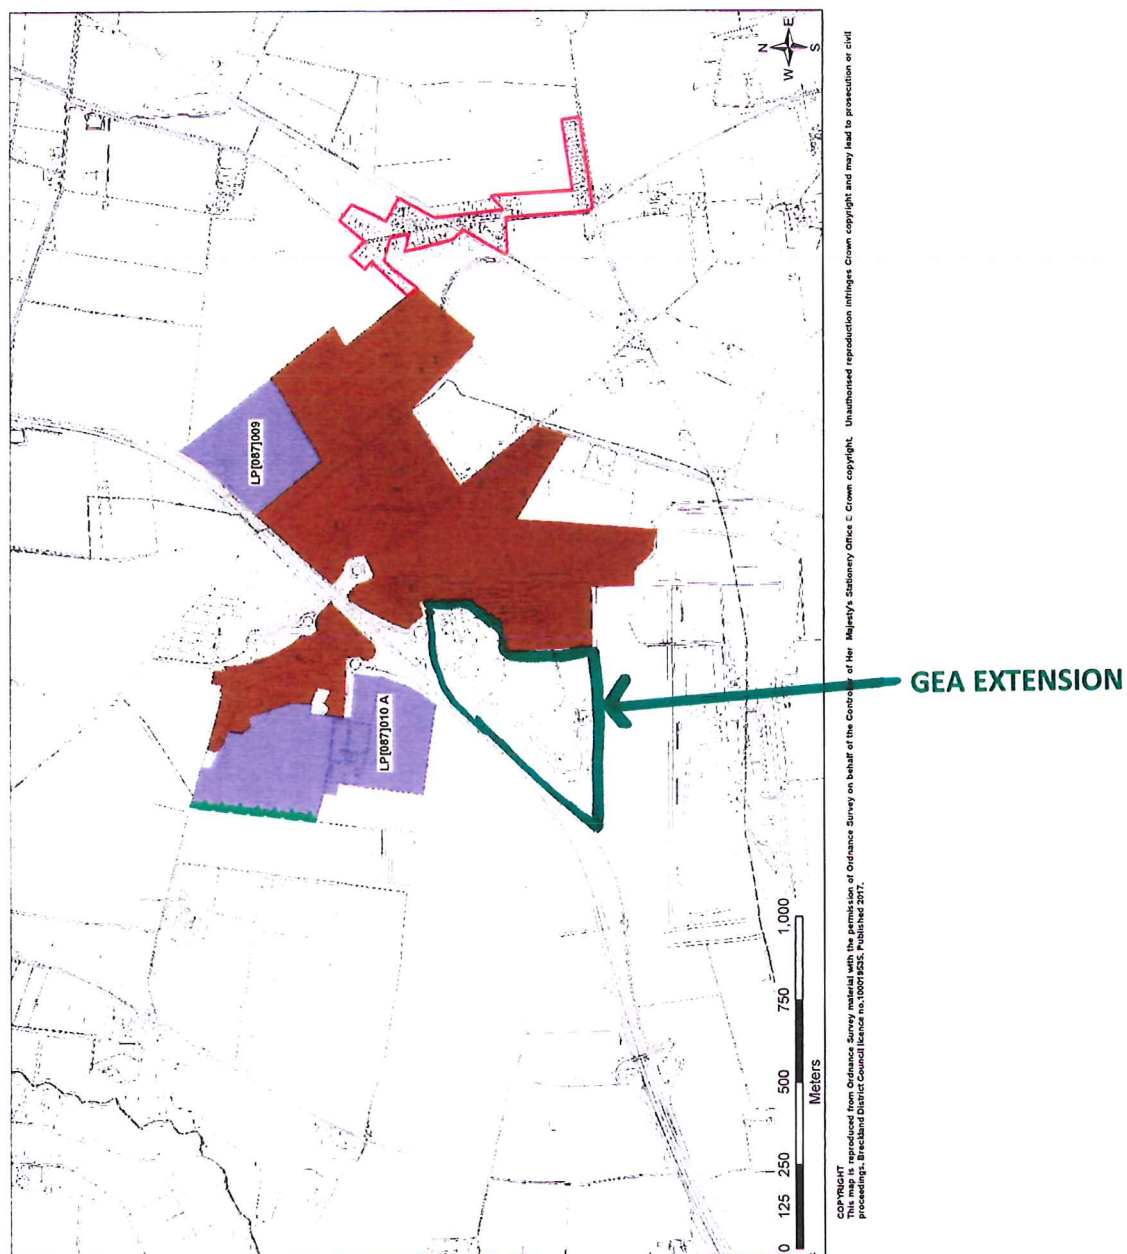 N
E
S
W
LP[087]009
LP[087]010 A
GEA EXTENSION
0 125 250 500 750 1,000
Meters
COPYRIGHT
This map is reproduced from Ordnance Survey material with the permission of Ordnance Survey on behalf of the Controller of Her Majesty's Stationery Office © Crown copyright. Unauthorised reproduction infringes Crown copyright and may lead to prosecution or civil
proceedings. Breckland District Council licence no.100019535. Published 2017.